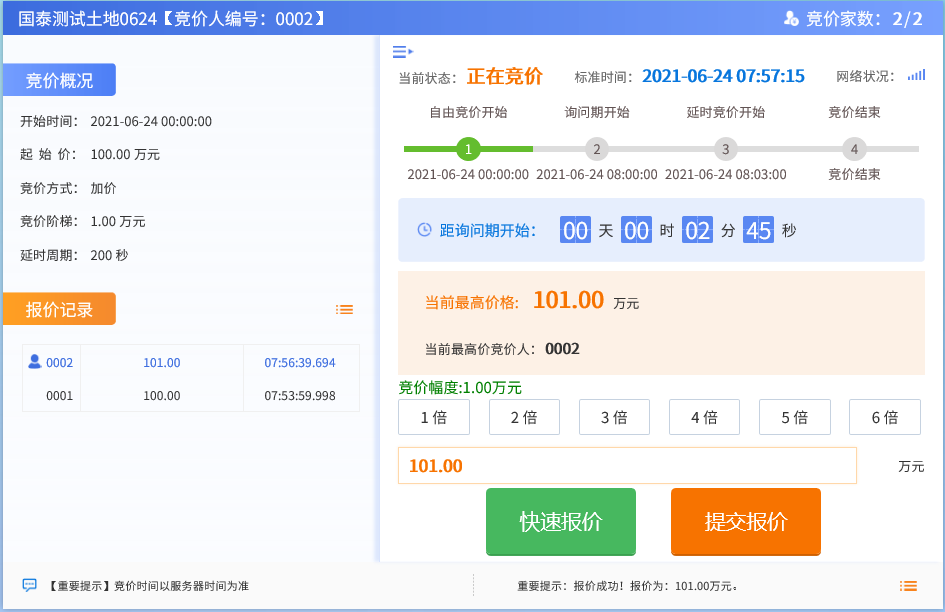 国泰测试土地0624【竞价人编号：0002】
竞价家数：2/2
竞价概况
开始时间： 2021-06-24 00:00:00
起 始 价： 100.00 万元
竞价方式： 加价
竞价阶梯： 1.00 万元
延时周期： 200 秒
报价记录
0002 101.00 07:56:39.694
0001 100.00 07:53:59.998
当前状态： 正在竞价 标准时间： 2021-06-24 07:57:15 网络状况：
自由竞价开始 询问期开始 延时竞价开始 竞价结束
1 2 3 4
2021-06-24 00:00:00 2021-06-24 08:00:00 2021-06-24 08:03:00 竞价结束
距询问期开始： 00 天 00 时 02 分 45 秒
当前最高价格: 101.00 万元
当前最高价竞价人： 0002
竞价幅度:1.00万元
1 倍 2 倍 3 倍 4 倍 5 倍 6 倍
101.00 万元
快速报价 提交报价
【重要提示】竞价时间以服务器时间为准
重要提示：报价成功！报价为：101.00万元。